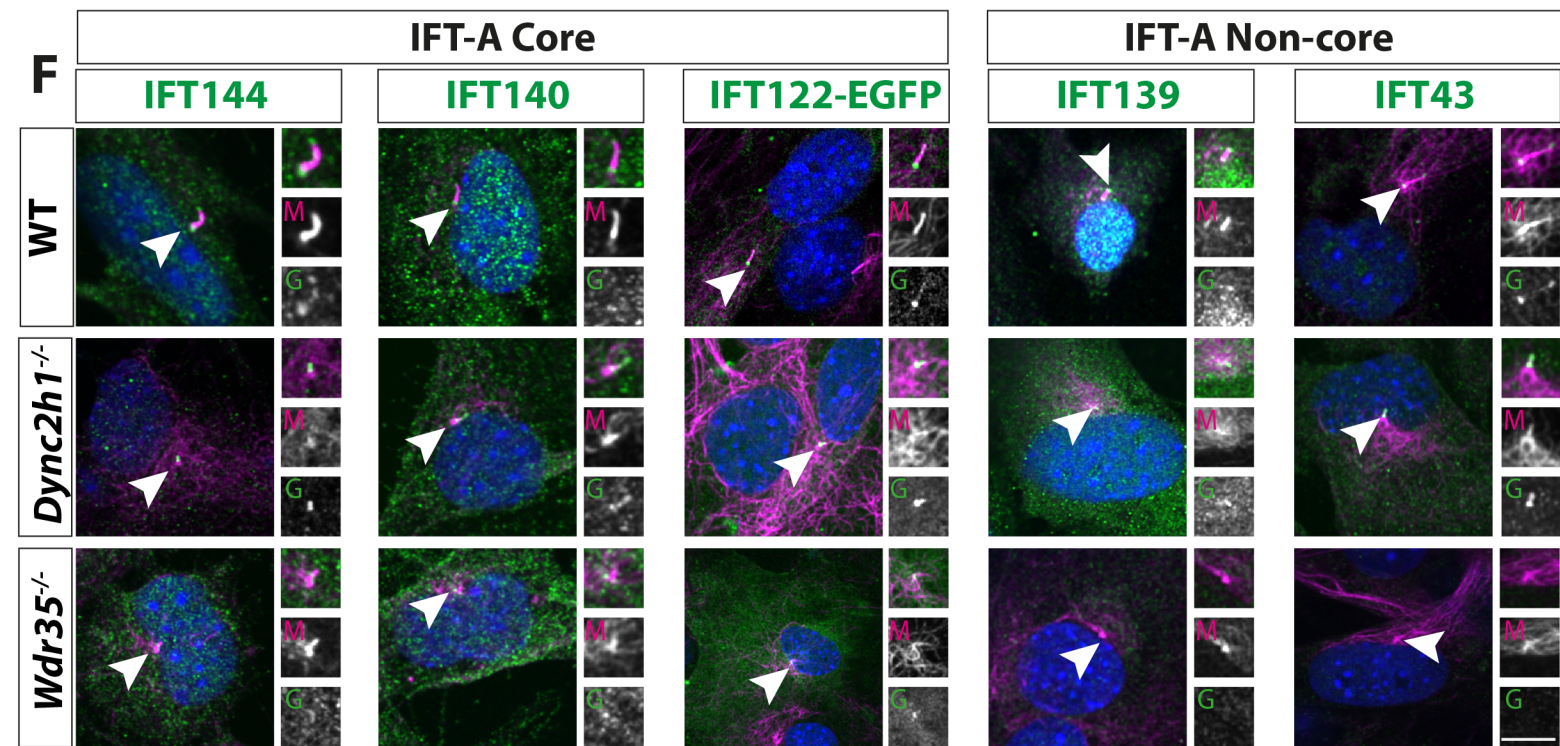 F
IFT-A Core
IFT-A Non-core
IFT144
IFT140
IFT122-EGFP
IFT139
IFT43
WT
M
G
M
G
M
G
M
G
M
G
Dync2h1-/-
M
G
M
G
M
G
M
G
M
G
Wdr35-/-
M
G
M
G
M
G
M
G
M
G